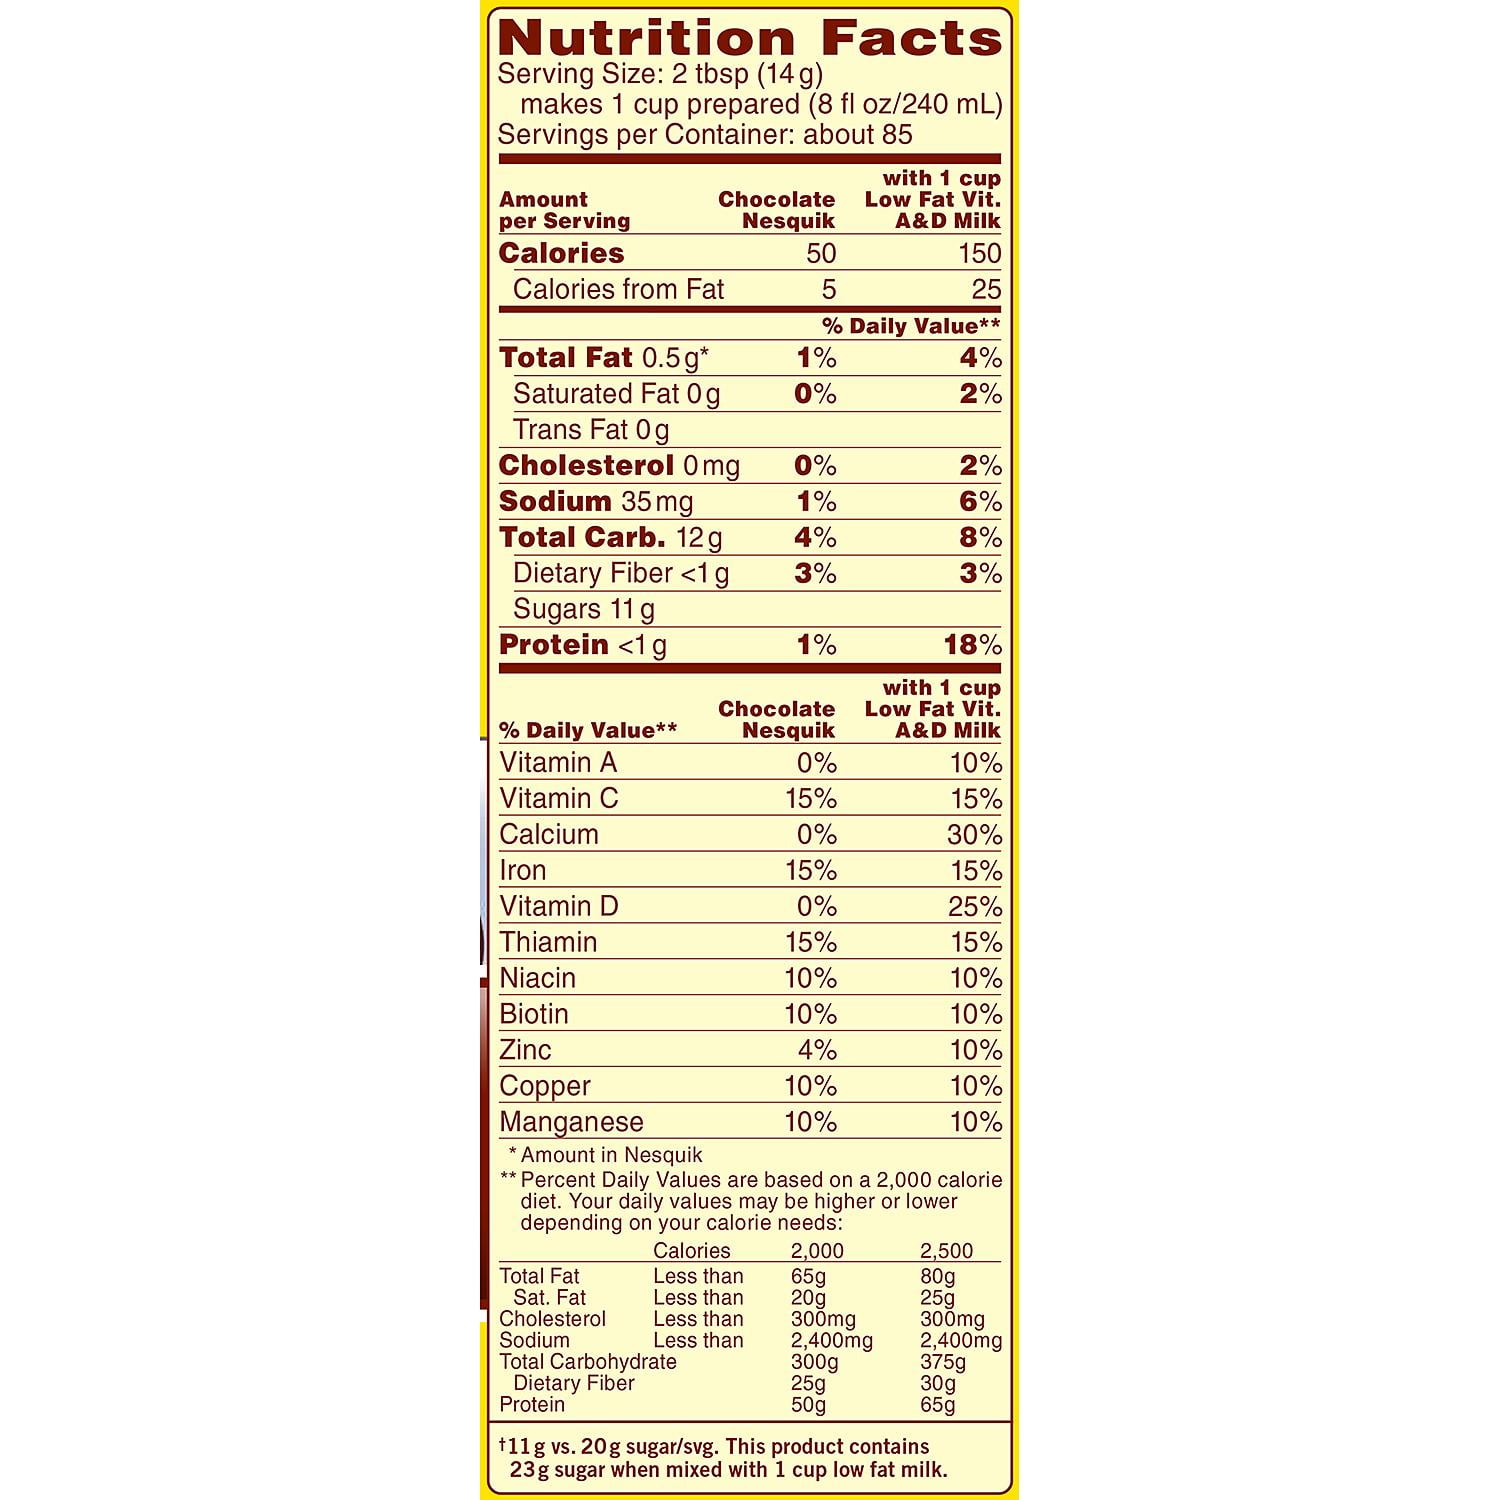 Nutrition Facts
Serving Size: 2 tbsp (14 g)
makes 1 cup prepared (8 fl oz/240 mL)
Servings per Container: about 85
with 1 cup
Amount Chocolate Low Fat Vit.
per Serving Nesquik A&D Milk
Calories 50 150
Calories from Fat 5 25
% Daily Value**
Total Fat 0.5 g* 1% 4%
Saturated Fat 0 g 0% 2%
Trans Fat 0 g
Cholesterol 0 mg 0% 2%
Sodium 35 mg 1% 6%
Total Carb. 12 g 4% 8%
Dietary Fiber <1 g 3% 3%
Sugars 11 g
Protein <1 g 1% 18%
with 1 cup
Chocolate Low Fat Vit.
% Daily Value** Nesquik A&D Milk
Vitamin A 0% 10%
Vitamin C 15% 15%
Calcium 0% 30%
Iron 15% 15%
Vitamin D 0% 25%
Thiamin 15% 15%
Niacin 10% 10%
Biotin 10% 10%
Zinc 4% 10%
Copper 10% 10%
Manganese 10% 10%
* Amount in Nesquik
** Percent Daily Values are based on a 2,000 calorie
diet. Your daily values may be higher or lower
depending on your calorie needs:
Calories 2,000 2,500
Total Fat Less than 65g 80g
Sat. Fat Less than 20g 25g
Cholesterol Less than 300mg 300mg
Sodium Less than 2,400mg 2,400mg
Total Carbohydrate 300g 375g
Dietary Fiber 25g 30g
Protein 50g 65g
†11 g vs. 20 g sugar/svg. This product contains
23 g sugar when mixed with 1 cup low fat milk.